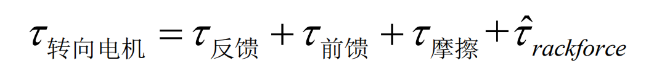 τ转向电机 = τ反馈 + τ前馈 + τ摩擦 + τ̂rackforce